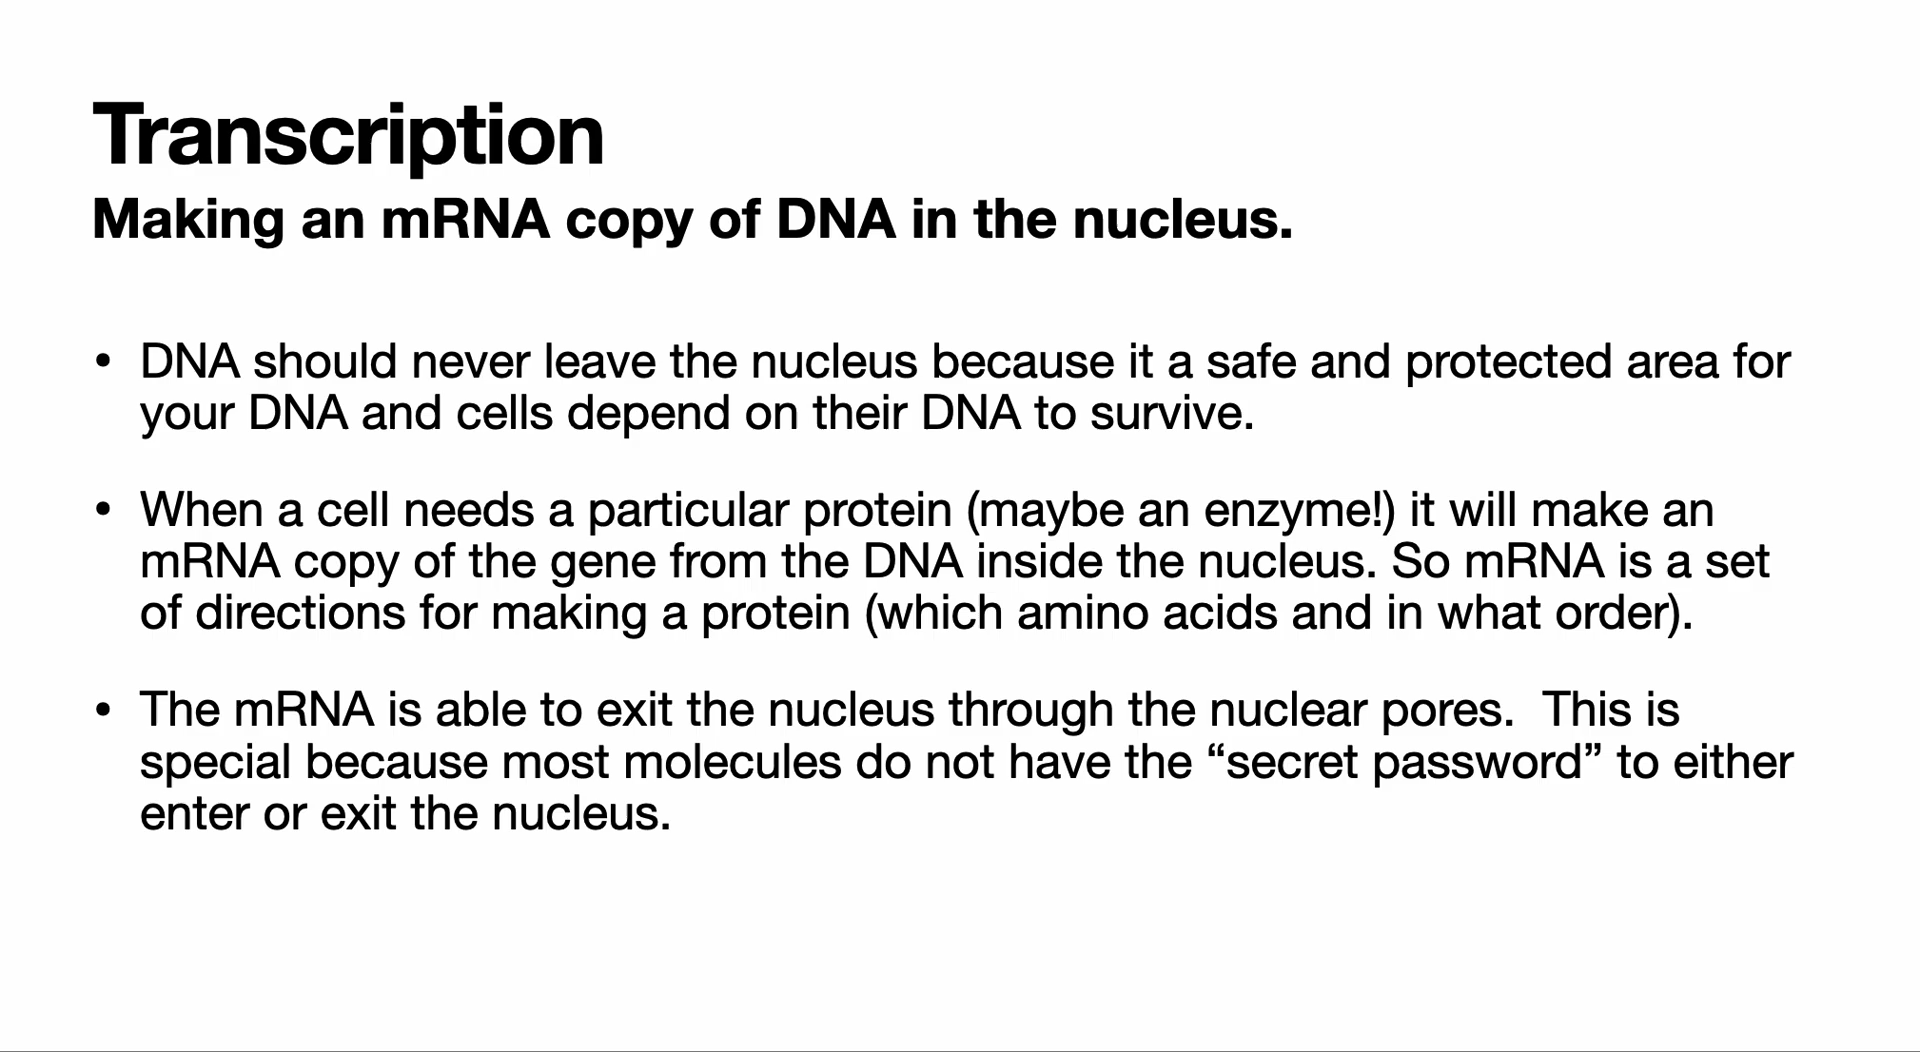 Transcription
Making an mRNA copy of DNA in the nucleus.
• DNA should never leave the nucleus because it a safe and protected area for
your DNA and cells depend on their DNA to survive.
• When a cell needs a particular protein (maybe an enzyme!) it will make an
mRNA copy of the gene from the DNA inside the nucleus. So mRNA is a set
of directions for making a protein (which amino acids and in what order).
• The mRNA is able to exit the nucleus through the nuclear pores.  This is
special because most molecules do not have the “secret password” to either
enter or exit the nucleus.